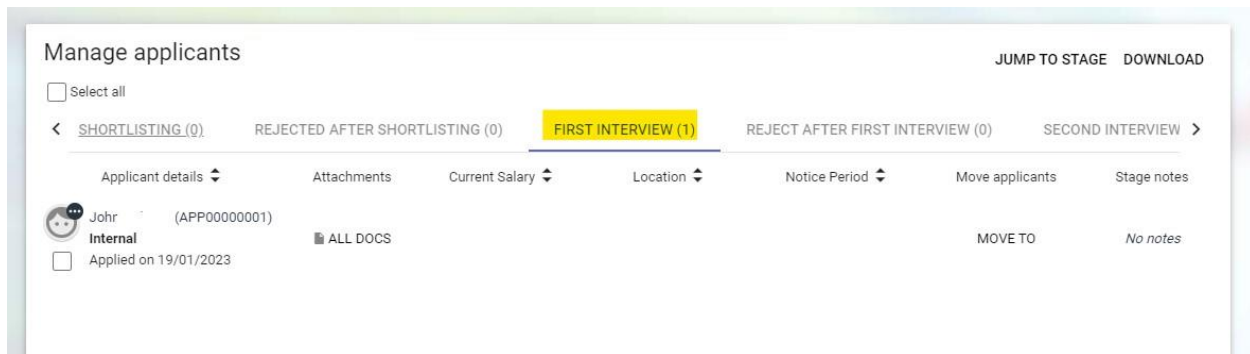 Manage applicants
JUMP TO STAGE DOWNLOAD
Select all
SHORTLISTING (0) REJECTED AFTER SHORTLISTING (0) FIRST INTERVIEW (1) REJECT AFTER FIRST INTERVIEW (0) SECOND INTERVIEW
Applicant details Attachments Current Salary Location Notice Period Move applicants Stage notes
(APP00000001)
Internal ALL DOCS MOVE TO No notes
Applied on 19/01/2023